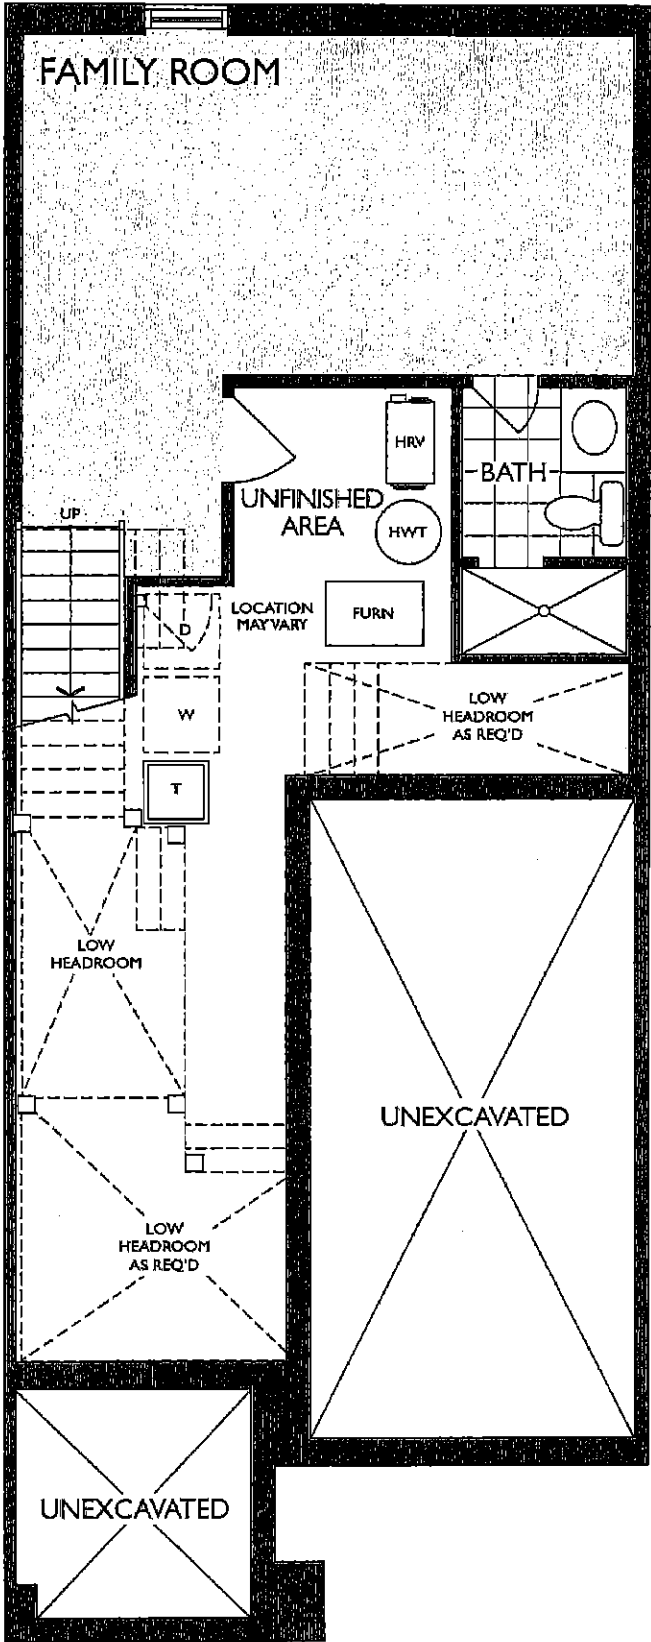 FAMILY ROOM
HRV
BATH
UNFINISHED
AREA
HWT
UP
LOCATION
MAY VARY
FURN
D
W
LOW
HEADROOM
AS REQ'D
T
LOW
HEADROOM
UNEXCAVATED
LOW
HEADROOM
AS REQ'D
UNEXCAVATED